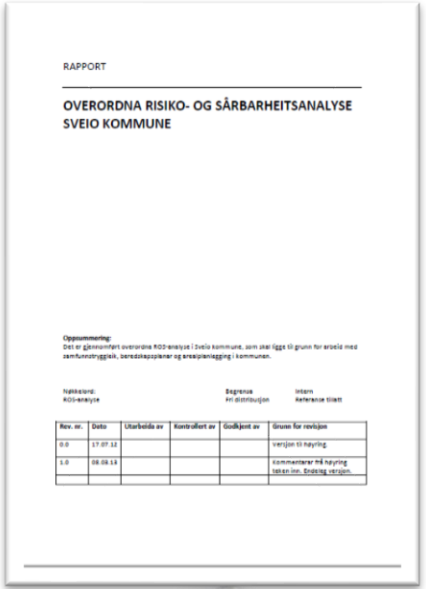 RAPPORT
OVERORDNA RISIKO- OG SÅRBARHEITSANALYSE
SVEIO KOMMUNE
Oppsummering:
Det er gjennomført overordna ROS-analyse i Sveio kommune, som skal ligge til grunn for arbeid med
samfunnstryggleik, beredskapsplaner og arealplanlegging i kommunen.
Nøkkelord: Begrensa Intern
ROS-analyse Fri distribusjon Referanse tillatt
Rev. nr. Dato Utarbeida av Kontrollert av Godkjent av Grunn for revisjon
0.0 17.07.12 Versjon til høyring.
1.0 08.03.13 Kommentarar frå høyring
teken inn. Endeleg versjon.